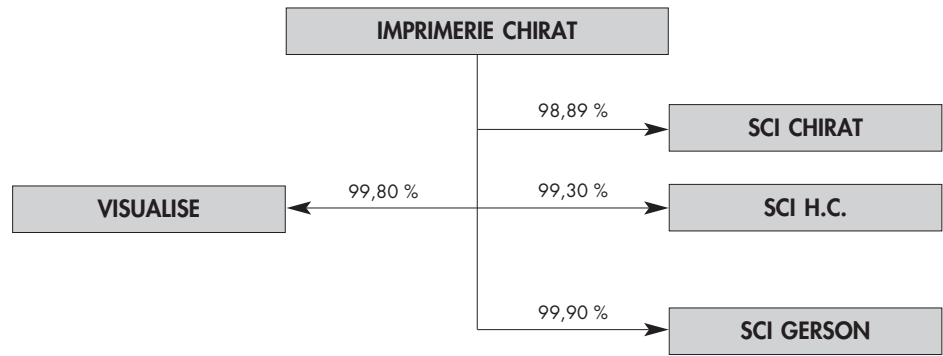 IMPRIMERIE CHIRAT
98,89 %
SCI CHIRAT
VISUALISE
99,80 %
99,30 %
SCI H.C.
99,90 %
SCI GERSON